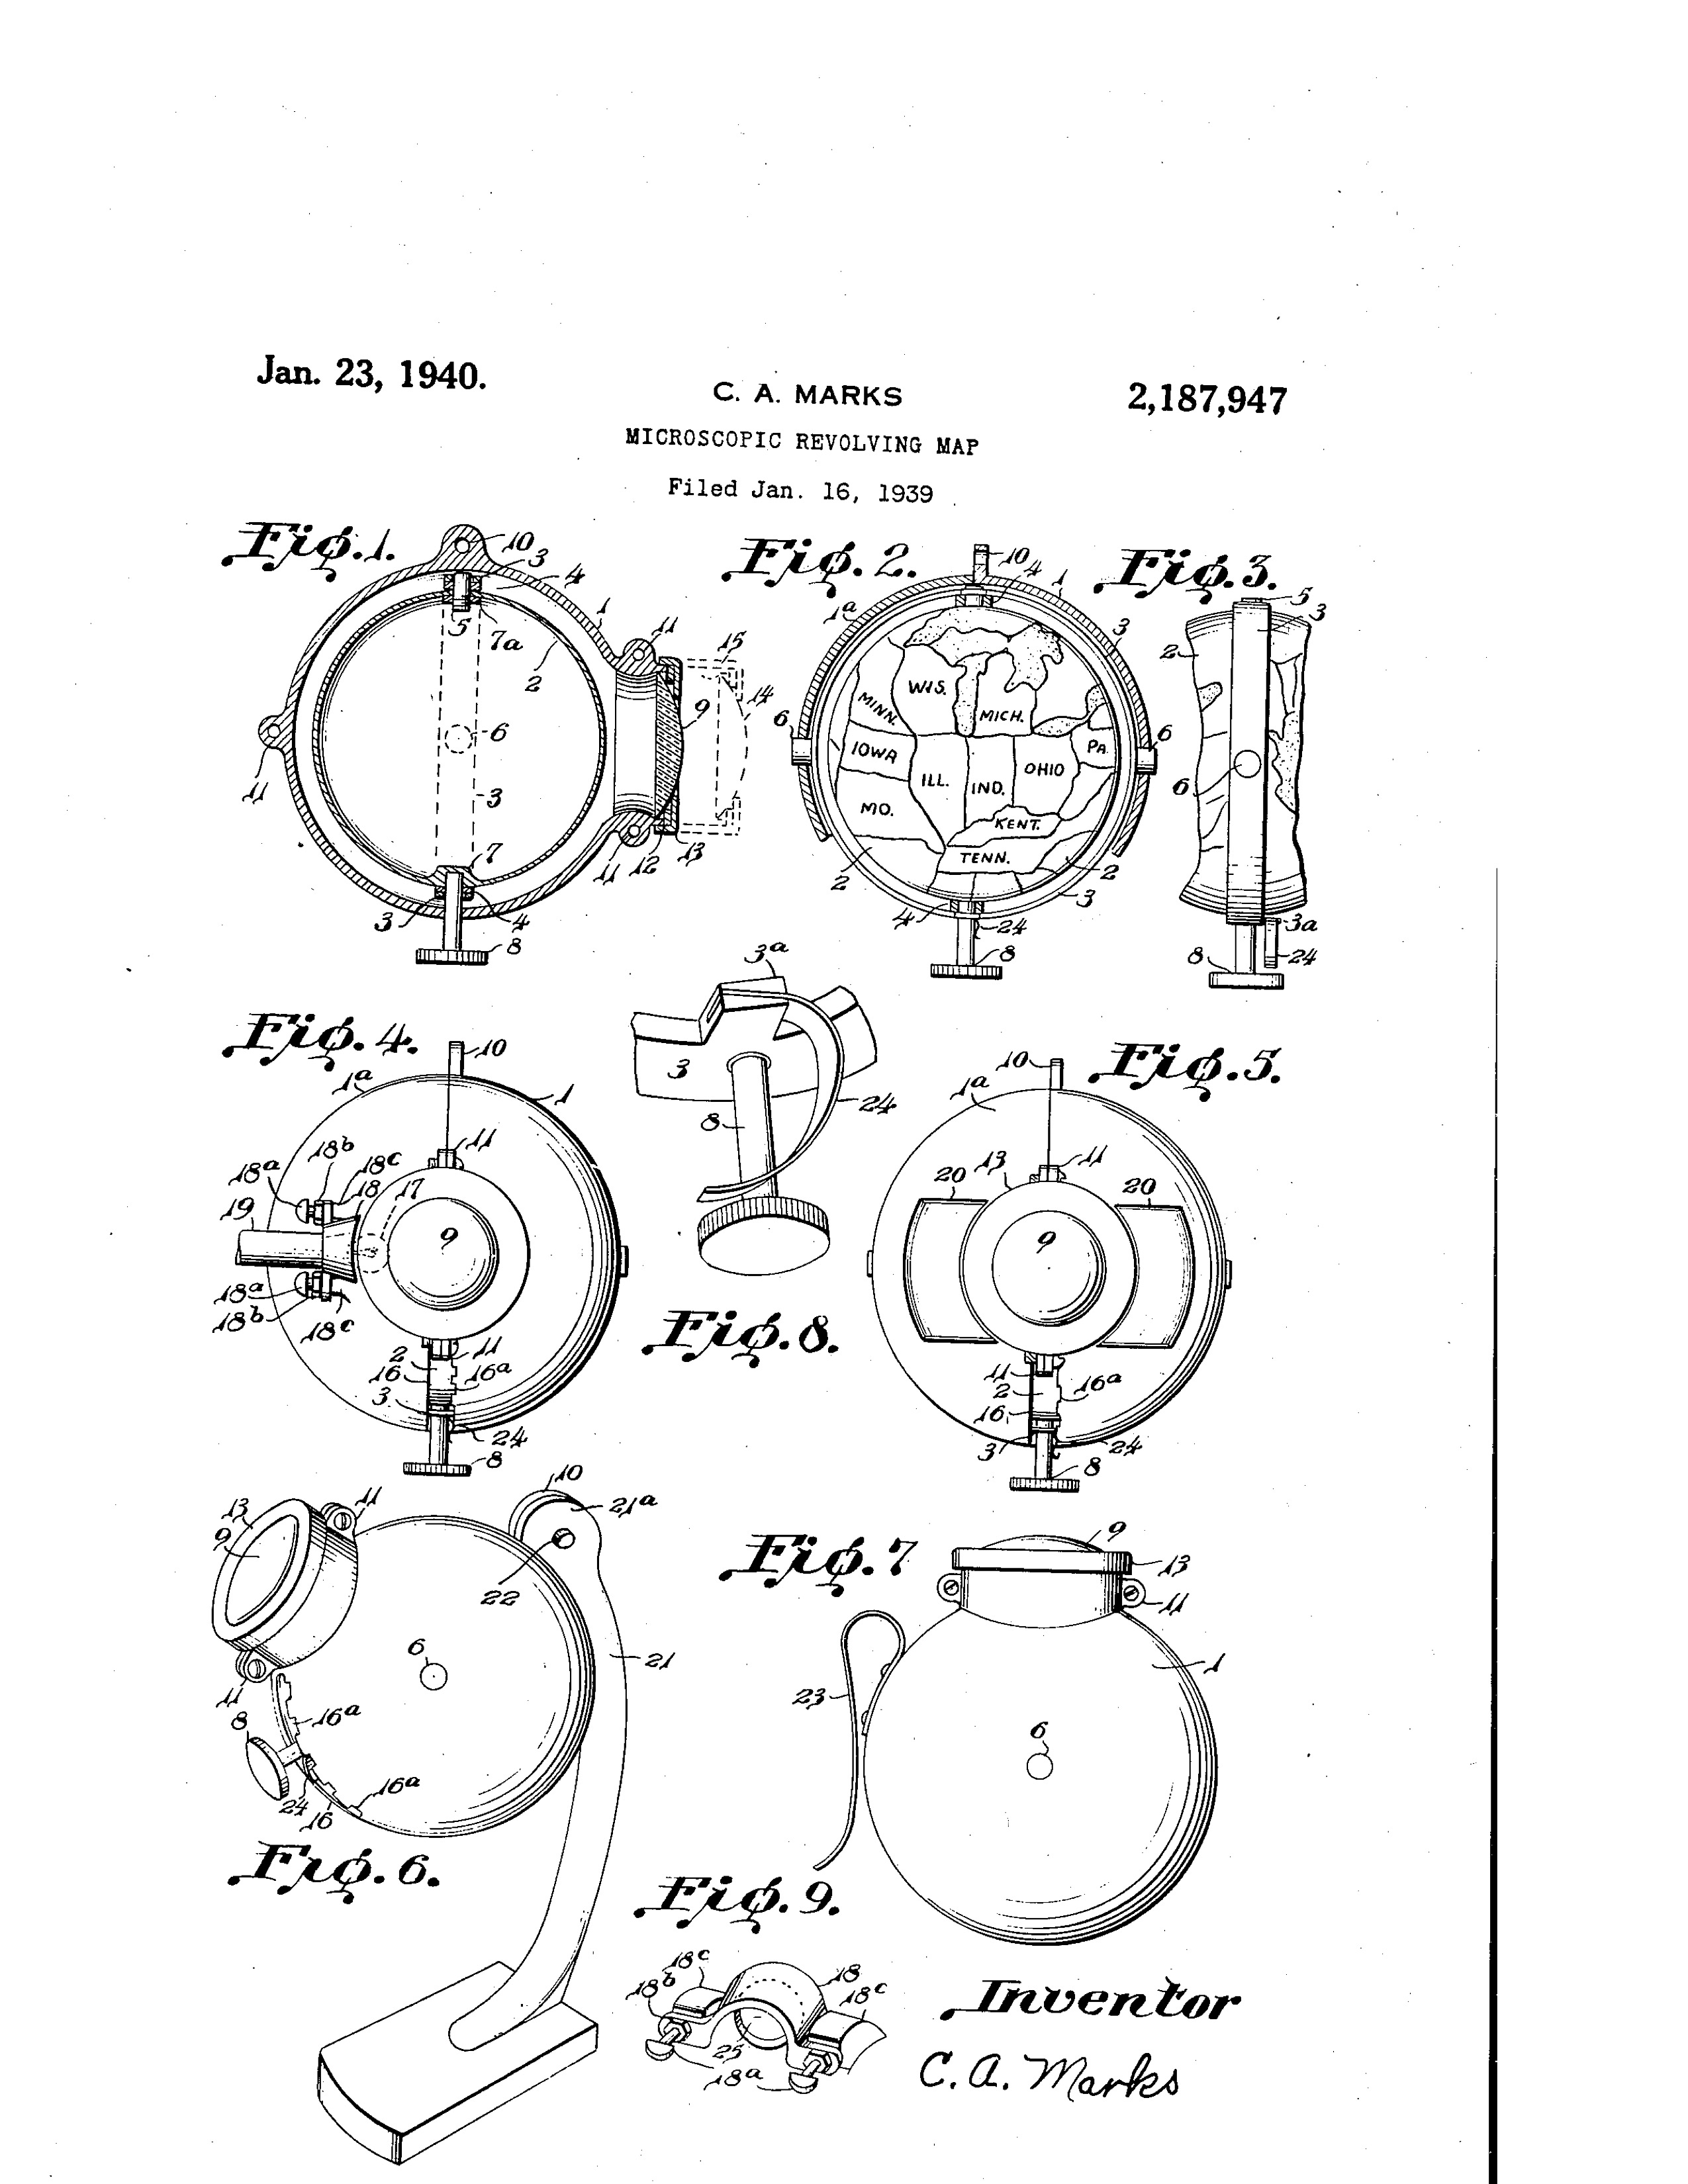 Jan. 23, 1940.
C. A. MARKS
2,187,947
MICROSCOPIC REVOLVING MAP
Filed Jan. 16, 1939
Fig. 1.
10
3
4
1
5
7a
2
11
15
14
9
6
11
3
7
11
12
13
3
4
8
Fig. 2.
10
4
1
1a
3
6
6
WIS.
MINN.
MICH.
IOWA
PA.
ILL.
IND.
OHIO
MO.
KENT.
TENN.
2
2
3
4
24
8
Fig. 3.
5
3
2
6
3a
8
24
Fig. 4.
10
1a
1
18b
11
18a
18c
18
17
19
9
18a
18b
18c
11
2
16
16a
3
24
8
3a
3
24
8
Fig. 8.
Fig. 5.
10
1a
13
11
20
20
9
11
2
16a
16
3
24
8
10
21a
11
13
9
22
6
21
11
16a
8
16a
24
16
Fig. 6.
Fig. 7
9
13
11
1
23
6
Fig. 9.
18c
18
18b
18c
25
18a
Inventor
C. A. Marks